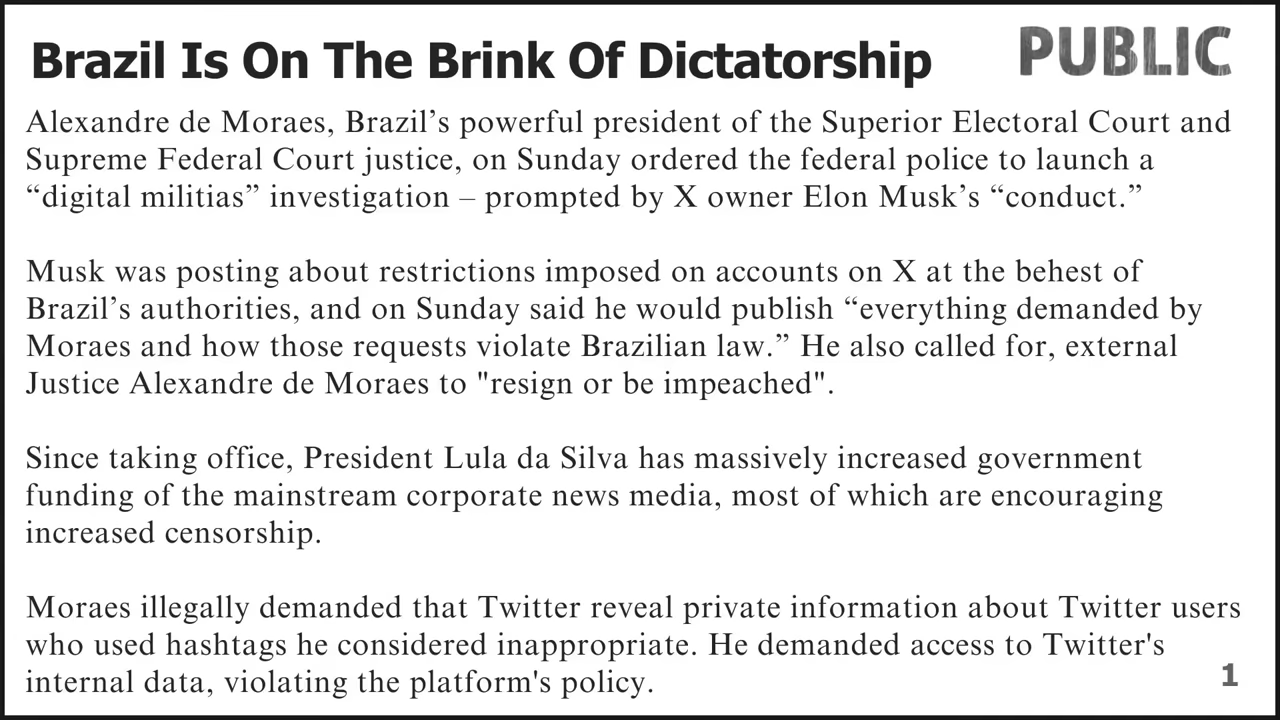 Brazil Is On The Brink Of Dictatorship
PUBLIC
Alexandre de Moraes, Brazil’s powerful president of the Superior Electoral Court and
Supreme Federal Court justice, on Sunday ordered the federal police to launch a
“digital militias” investigation – prompted by X owner Elon Musk’s “conduct.”
Musk was posting about restrictions imposed on accounts on X at the behest of
Brazil’s authorities, and on Sunday said he would publish “everything demanded by
Moraes and how those requests violate Brazilian law.” He also called for, external
Justice Alexandre de Moraes to "resign or be impeached".
Since taking office, President Lula da Silva has massively increased government
funding of the mainstream corporate news media, most of which are encouraging
increased censorship.
Moraes illegally demanded that Twitter reveal private information about Twitter users
who used hashtags he considered inappropriate. He demanded access to Twitter's
internal data, violating the platform's policy.
1